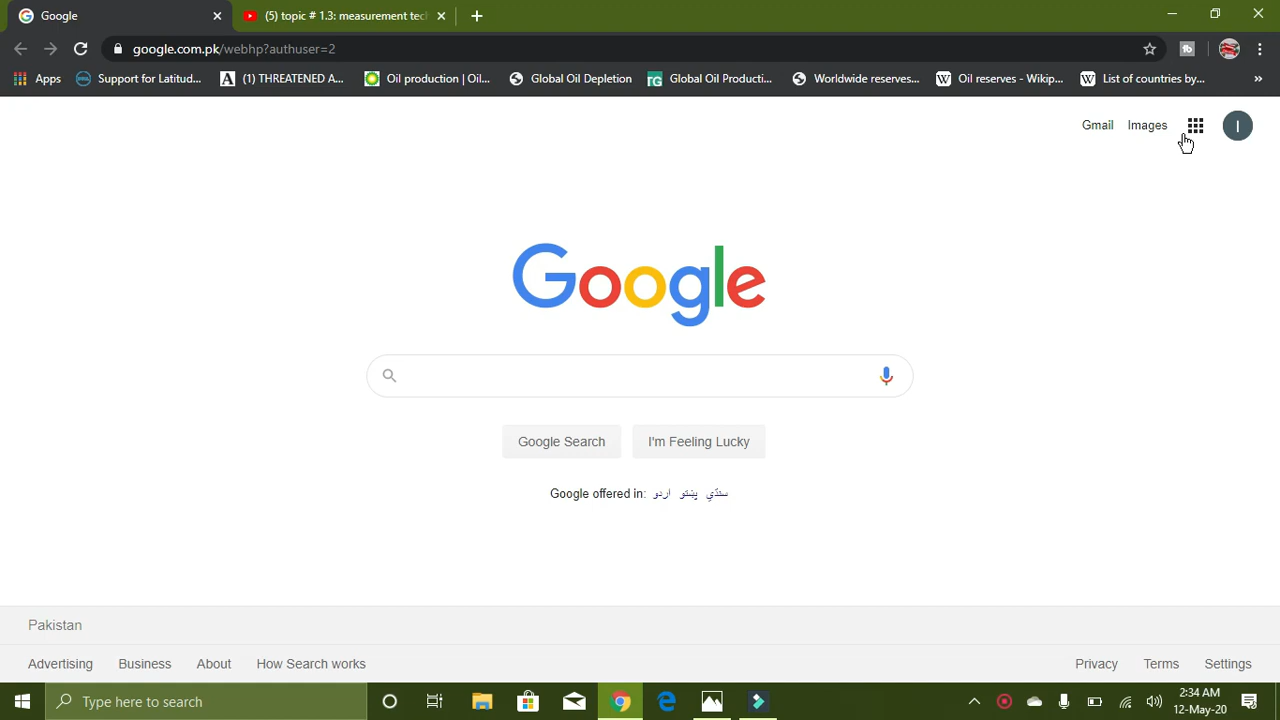 Google
(5) topic # 1.3: measurement tec
google.com.pk/webhp?authuser=2
Apps
Support for Latitud...
(1) THREATENED A...
Oil production | Oil...
Global Oil Depletion
Global Oil Producti...
Worldwide reserves...
Oil reserves - Wikip...
List of countries by...
»
Gmail Images I
Google
Google Search I'm Feeling Lucky
Google offered in: اردو پښتو سنڌي
Pakistan
Advertising Business About How Search works Privacy Terms Settings
Type here to search
2:34 AM
12-May-20